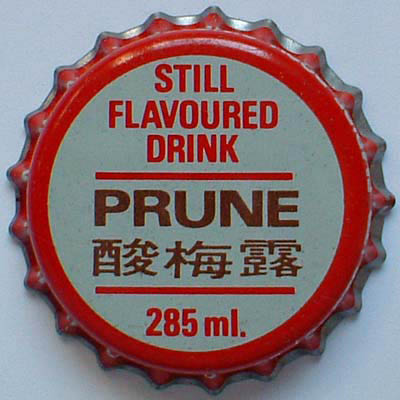 STILL
FLAVOURED
DRINK
PRUNE
酸梅露
285 ml.